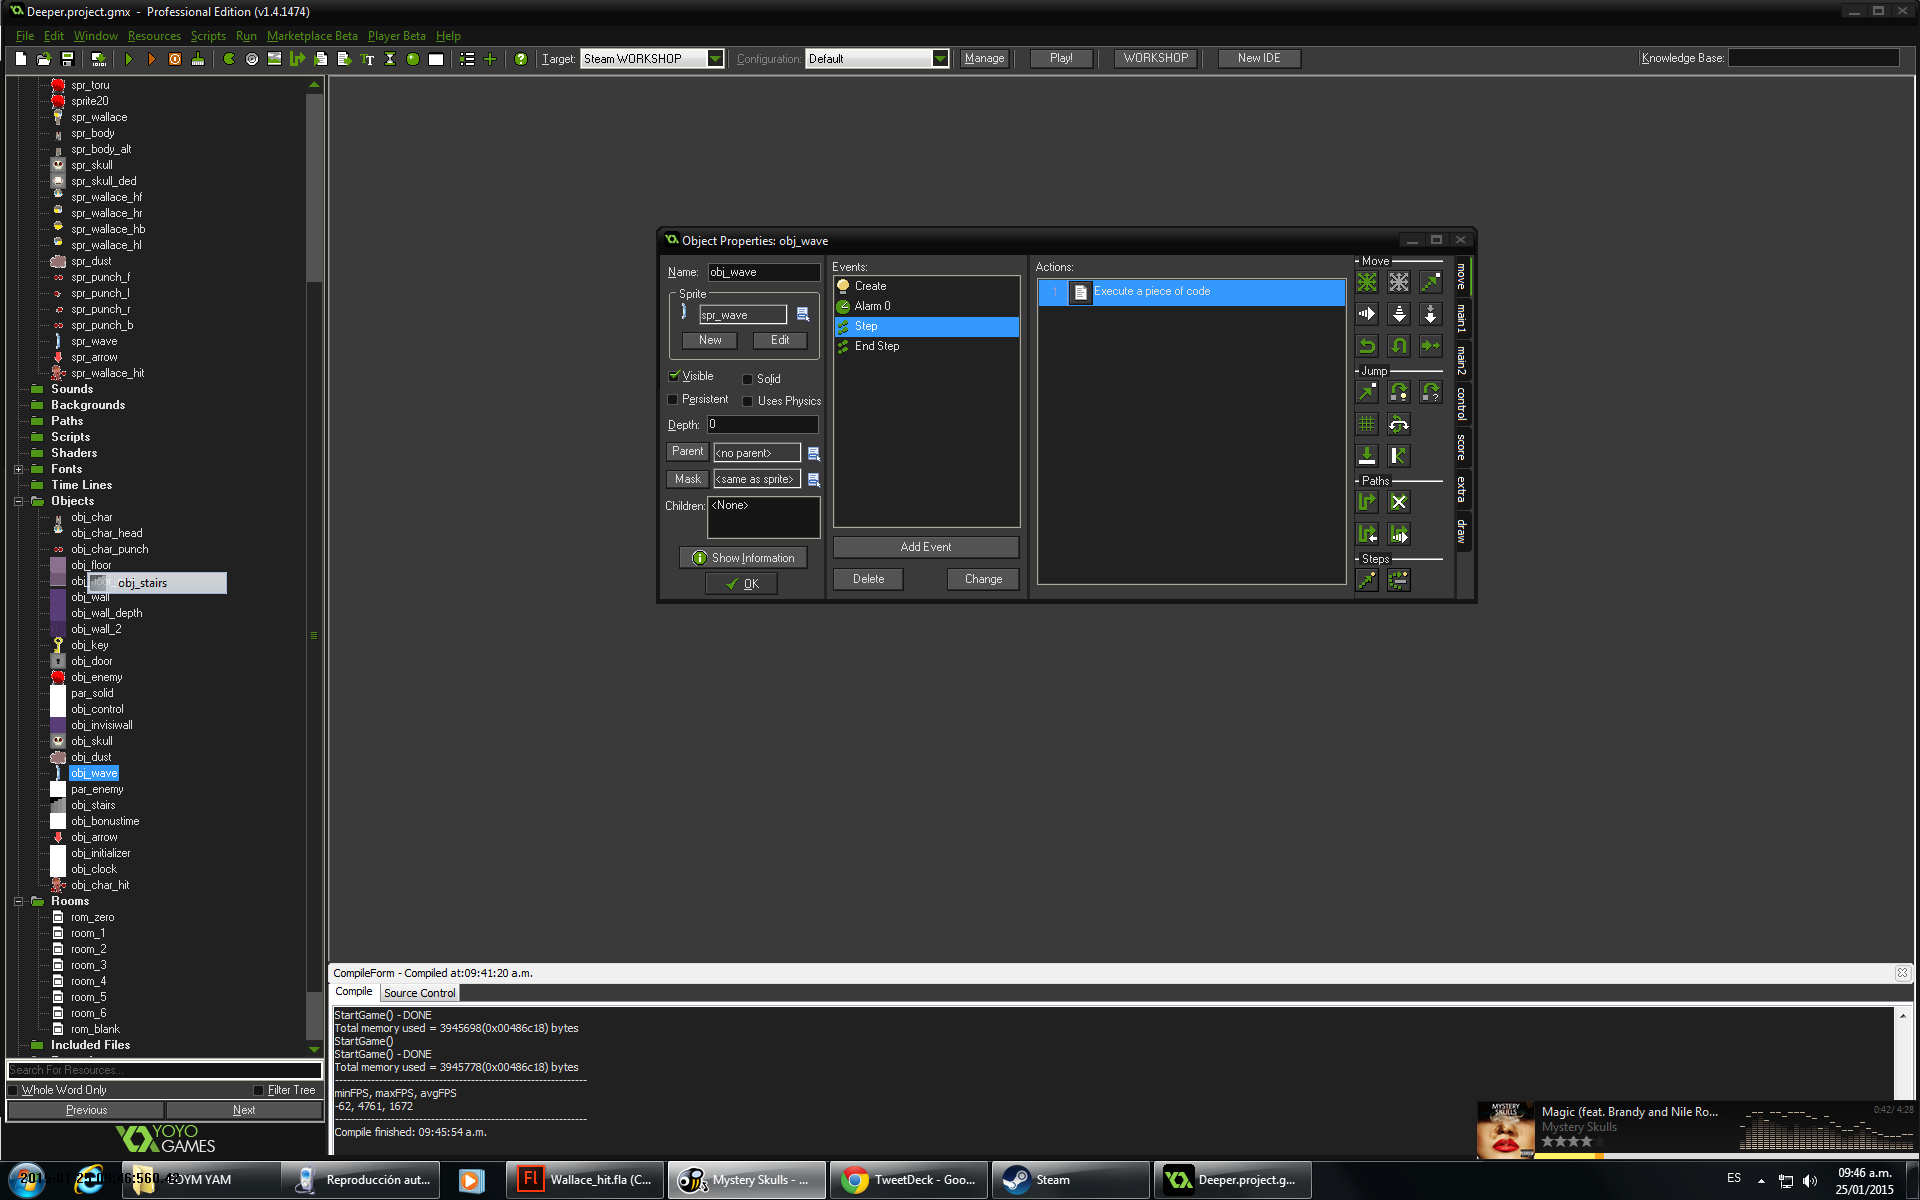 Deeper.project.gmx - Professional Edition (v1.4.1474)
File Edit Window Resources Scripts Run Marketplace Beta Player Beta Help
Target: Steam WORKSHOP Configuration: Default Manage Play! WORKSHOP New IDE Knowledge Base:
spr_toru
sprite20
spr_wallace
spr_body
spr_body_alt
spr_skull
spr_skull_ded
spr_wallace_hf
spr_wallace_hr
spr_wallace_hb
spr_wallace_hl
spr_dust
spr_punch_f
spr_punch_l
spr_punch_r
spr_punch_b
spr_wave
spr_arrow
spr_wallace_hit
Sounds
Backgrounds
Paths
Scripts
Shaders
Fonts
Time Lines
Objects
obj_char
obj_char_head
obj_char_punch
obj_floor
obj_stairs
obj_wall
obj_wall_depth
obj_wall_2
obj_key
obj_door
obj_enemy
par_solid
obj_control
obj_invisiwall
obj_skull
obj_dust
obj_wave
par_enemy
obj_stairs
obj_bonustime
obj_arrow
obj_initializer
obj_clock
obj_char_hit
Rooms
rom_zero
room_1
room_2
room_3
room_4
room_5
room_6
rom_blank
Included Files
Search For Resources...
Whole Word Only Filter Tree
Previous Next
YOYO
GAMES
Object Properties: obj_wave
Name: obj_wave
Sprite
spr_wave
New Edit
Visible Solid
Persistent Uses Physics
Depth: 0
Parent <no parent>
Mask <same as sprite>
Children: <None>
Show Information
OK
Events:
Create
Alarm 0
Step
End Step
Add Event
Delete Change
Actions:
1 Execute a piece of code
Move
Jump
Paths
Steps
move
main1
main2
control
score
extra
draw
CompileForm - Compiled at:09:41:20 a.m.
Compile Source Control
StartGame() - DONE
Total memory used = 3945698(0x00486c18) bytes
StartGame()
StartGame() - DONE
Total memory used = 3945778(0x00486c18) bytes
minFPS, maxFPS, avgFPS
-62, 4761, 1672
Compile finished: 09:45:54 a.m.
MYSTERY
SKULLS
Magic (feat. Brandy and Nile Ro... 0:42/ 4:28
Mystery Skulls
YM YAM
Reproducción aut...
Wallace_hit.fla (C...
Mystery Skulls - ...
TweetDeck - Goo...
Steam
Deeper.project.g...
ES
09:46 a.m.
25/01/2015